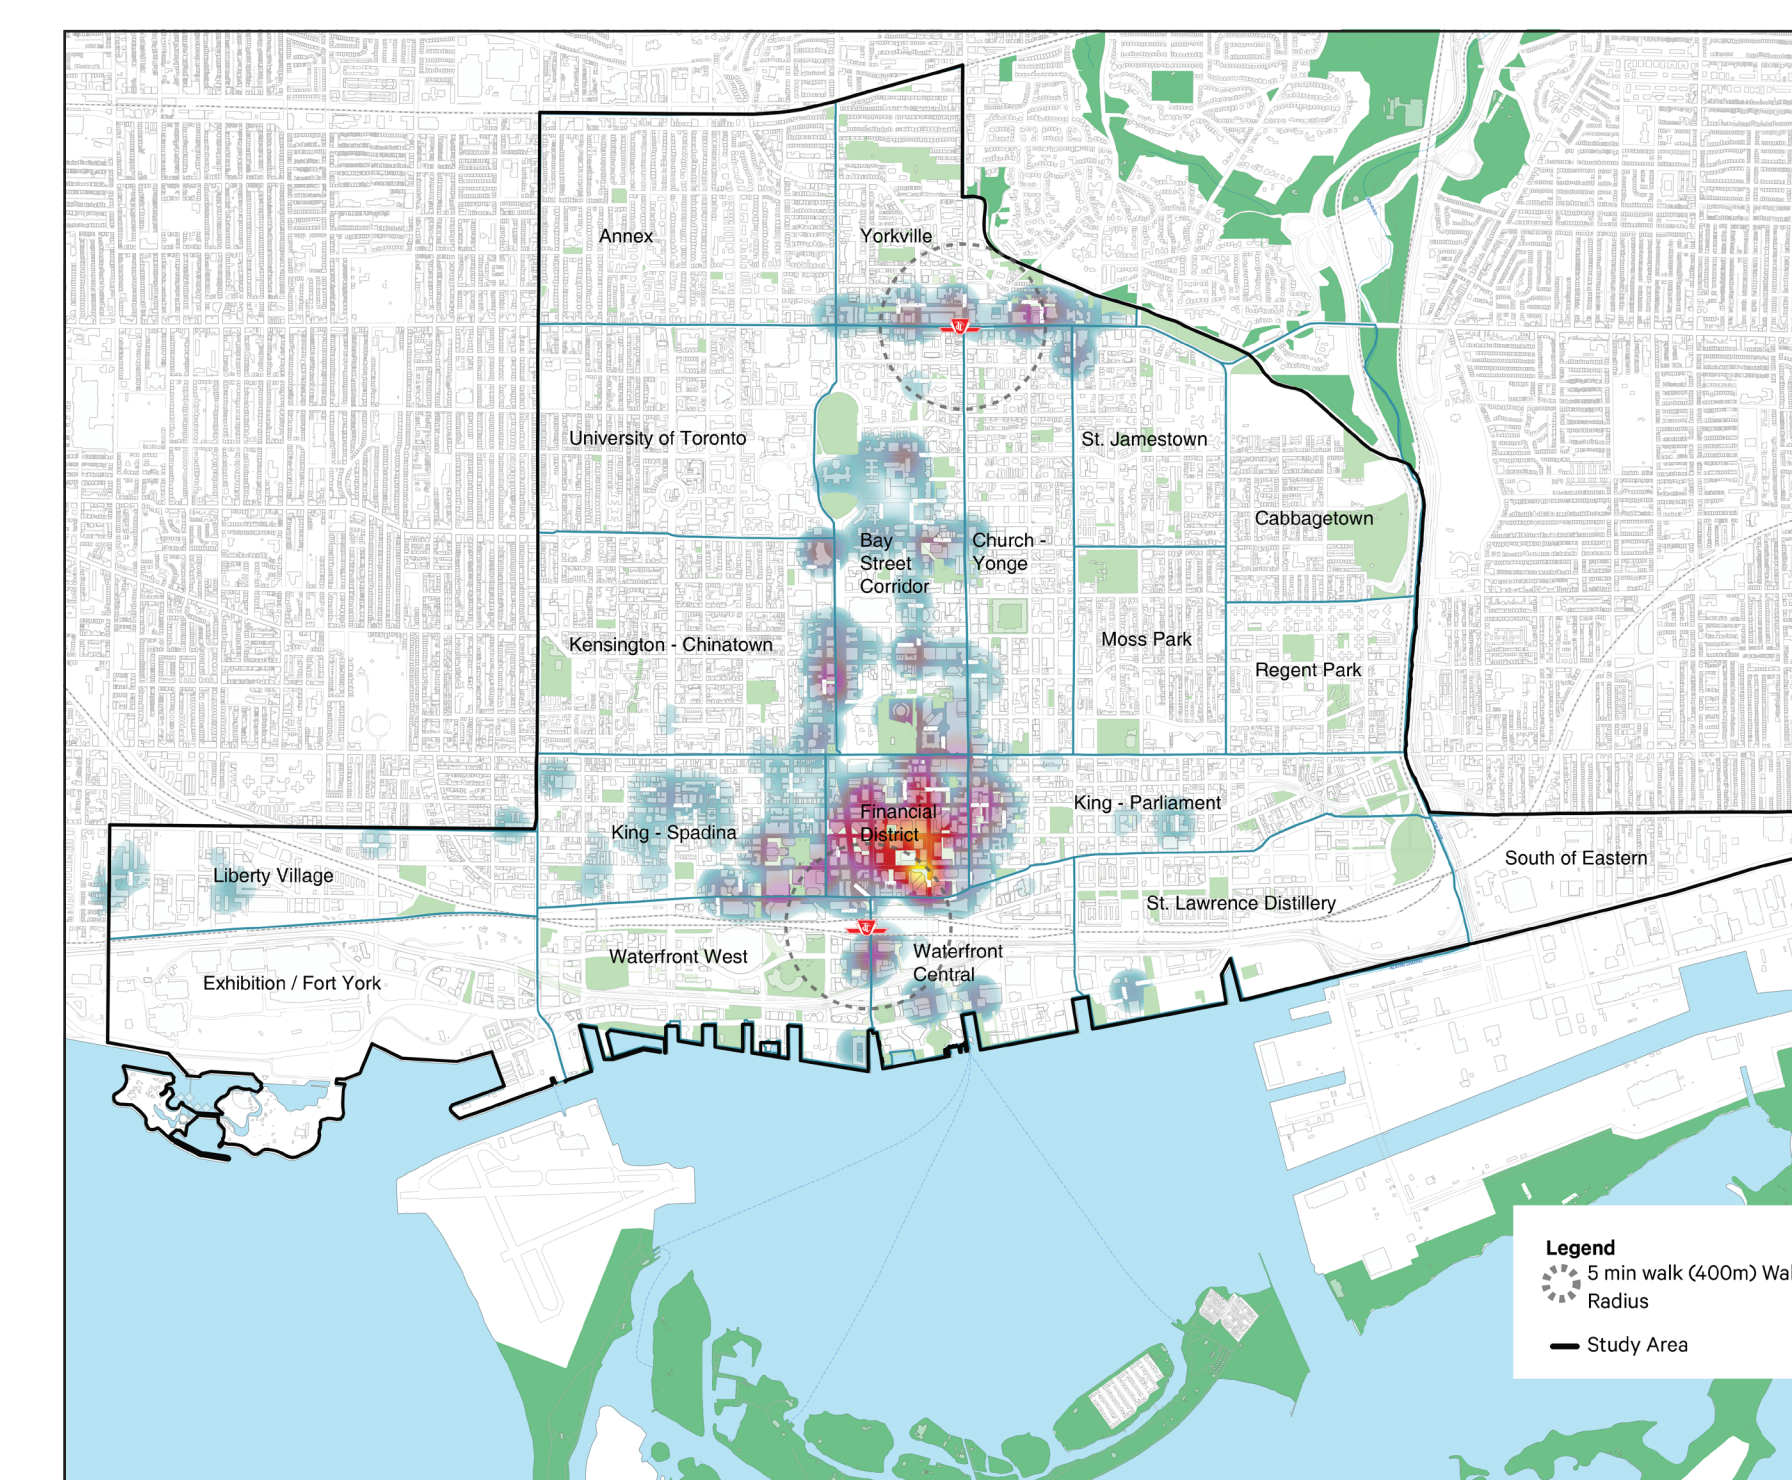 Annex
Yorkville
University of Toronto
St. Jamestown
Cabbagetown
Bay
Street
Corridor
Church -
Yonge
Kensington - Chinatown
Moss Park
Regent Park
King - Parliament
Financial
District
King - Spadina
South of Eastern
Liberty Village
St. Lawrence Distillery
Waterfront West
Waterfront
Central
Exhibition / Fort York
Legend
5 min walk (400m) Wal
Radius
Study Area